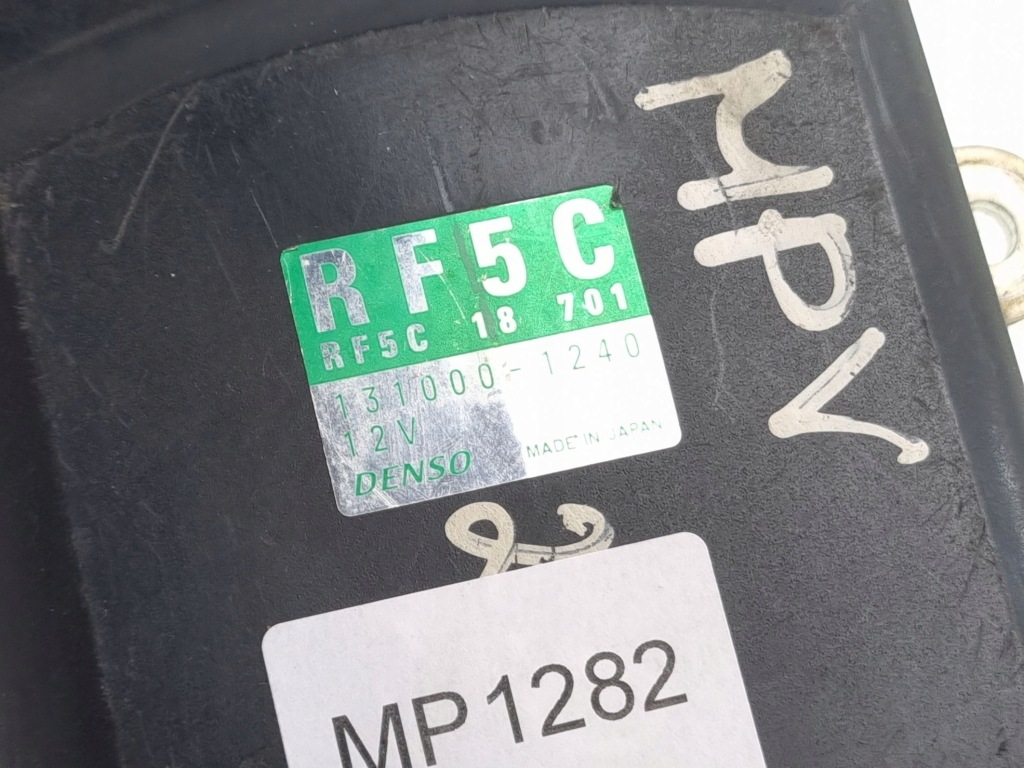 MPV
RF5C
RF5C 18 701
131000-1240
12V
DENSO
MADE IN JAPAN
MP1282